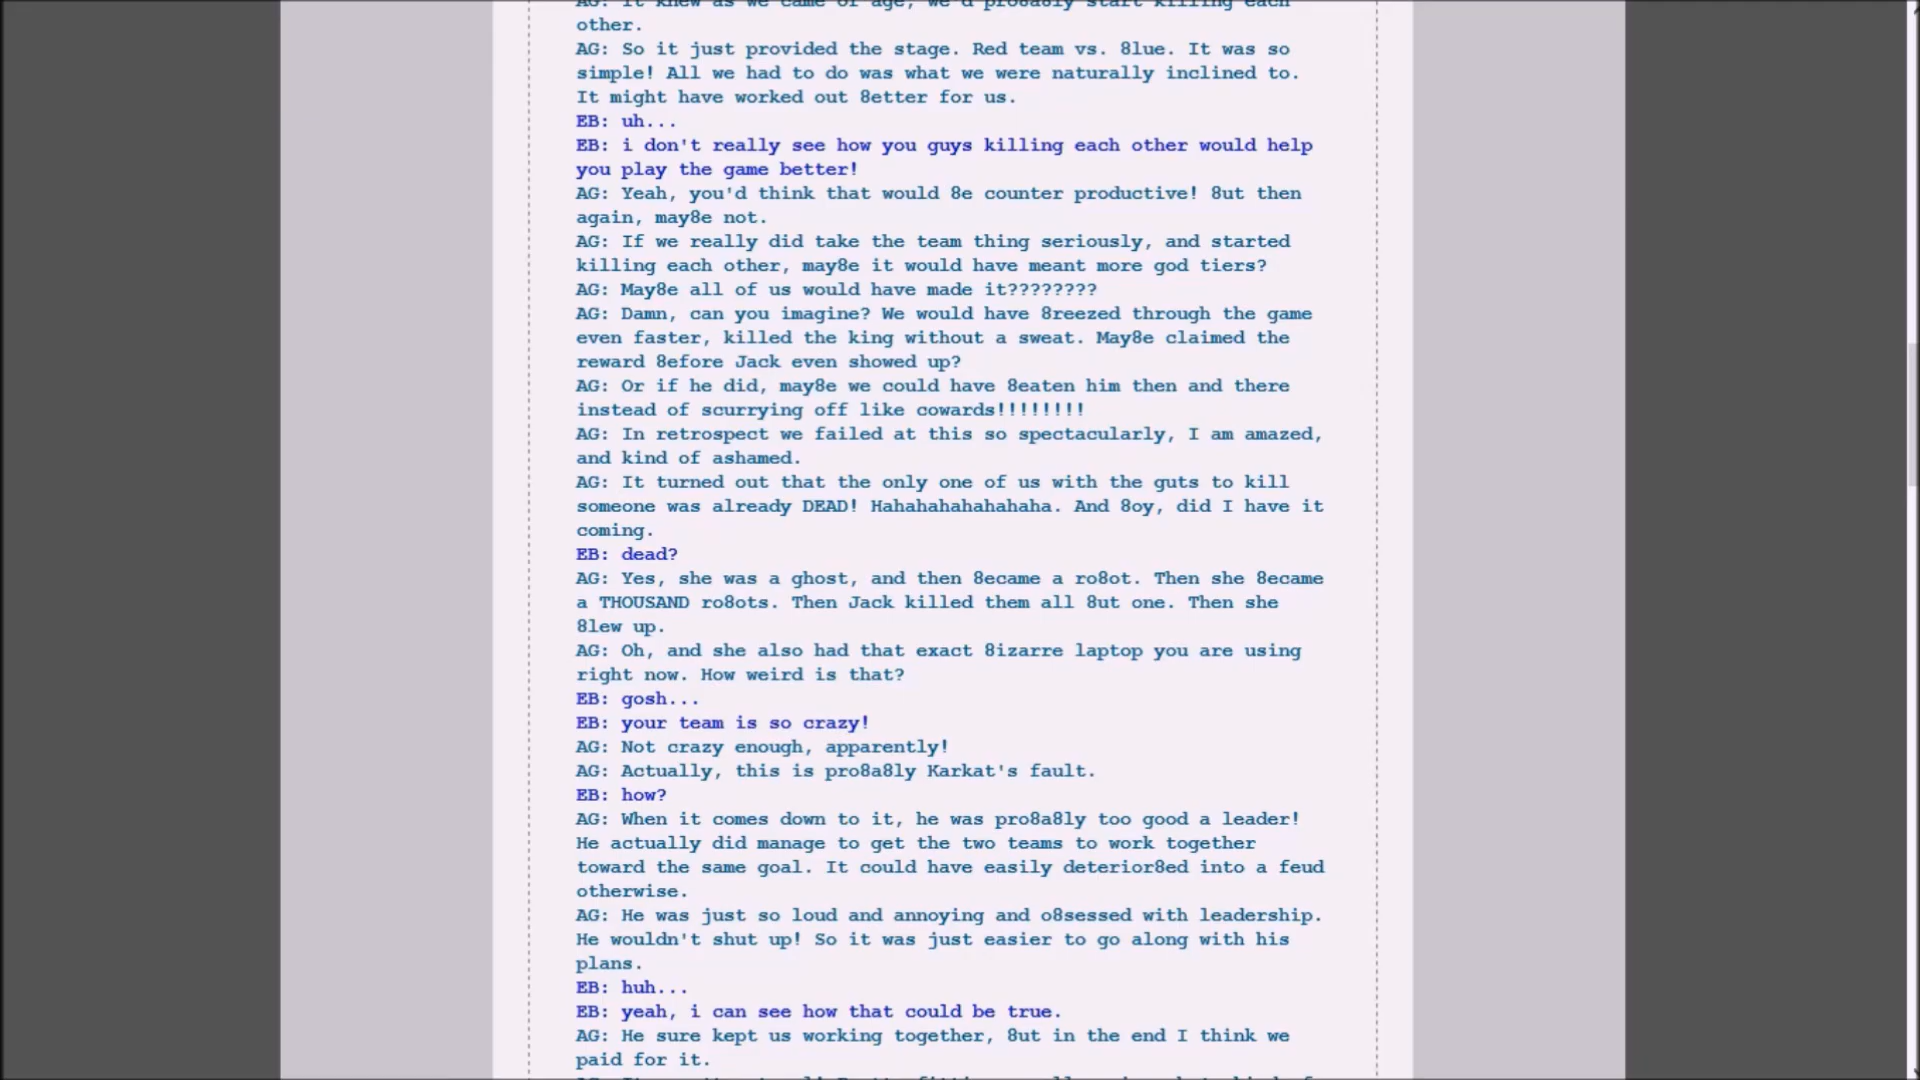 AG: It knew as we came of age, we'd pro8a8ly start killing each
other.
AG: So it just provided the stage. Red team vs. 8lue. It was so
simple! All we had to do was what we were naturally inclined to.
It might have worked out 8etter for us.
EB: uh...
EB: i don't really see how you guys killing each other would help
you play the game better!
AG: Yeah, you'd think that would 8e counter productive! 8ut then
again, may8e not.
AG: If we really did take the team thing seriously, and started
killing each other, may8e it would have meant more god tiers?
AG: May8e all of us would have made it????????
AG: Damn, can you imagine? We would have 8reezed through the game
even faster, killed the king without a sweat. May8e claimed the
reward 8efore Jack even showed up?
AG: Or if he did, may8e we could have 8eaten him then and there
instead of scurrying off like cowards!!!!!!!!
AG: In retrospect we failed at this so spectacularly, I am amazed,
and kind of ashamed.
AG: It turned out that the only one of us with the guts to kill
someone was already DEAD! Hahahahahahahaha. And 8oy, did I have it
coming.
EB: dead?
AG: Yes, she was a ghost, and then 8ecame a ro8ot. Then she 8ecame
a THOUSAND ro8ots. Then Jack killed them all 8ut one. Then she
8lew up.
AG: Oh, and she also had that exact 8izarre laptop you are using
right now. How weird is that?
EB: gosh...
EB: your team is so crazy!
AG: Not crazy enough, apparently!
AG: Actually, this is pro8a8ly Karkat's fault.
EB: how?
AG: When it comes down to it, he was pro8a8ly too good a leader!
He actually did manage to get the two teams to work together
toward the same goal. It could have easily deterior8ed into a feud
otherwise.
AG: He was just so loud and annoying and o8sessed with leadership.
He wouldn't shut up! So it was just easier to go along with his
plans.
EB: huh...
EB: yeah, i can see how that could be true.
AG: He sure kept us working together, 8ut in the end I think we
paid for it.